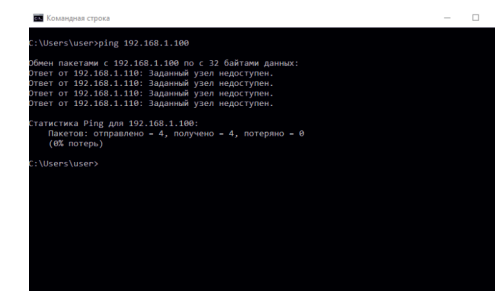 Командная строка
C:\Users\user>ping 192.168.1.100
Обмен пакетами с 192.168.1.100 по с 32 байтами данных:
Ответ от 192.168.1.110: Заданный узел недоступен.
Ответ от 192.168.1.110: Заданный узел недоступен.
Ответ от 192.168.1.110: Заданный узел недоступен.
Ответ от 192.168.1.110: Заданный узел недоступен.
Статистика Ping для 192.168.1.100:
Пакетов: отправлено = 4, получено = 4, потеряно = 0
(0% потерь)
C:\Users\user>